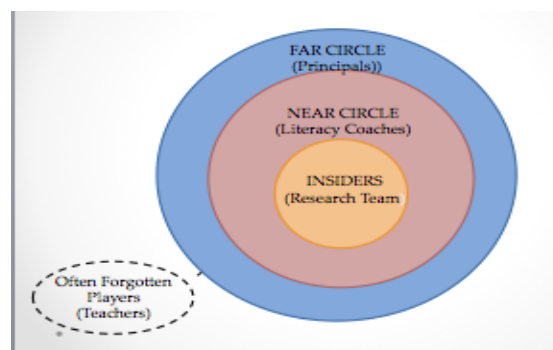 FAR CIRCLE
(Principals))
NEAR CIRCLE
(Literacy Coaches)
INSIDERS
(Research Team
Often Forgotten
Players
(Teachers)